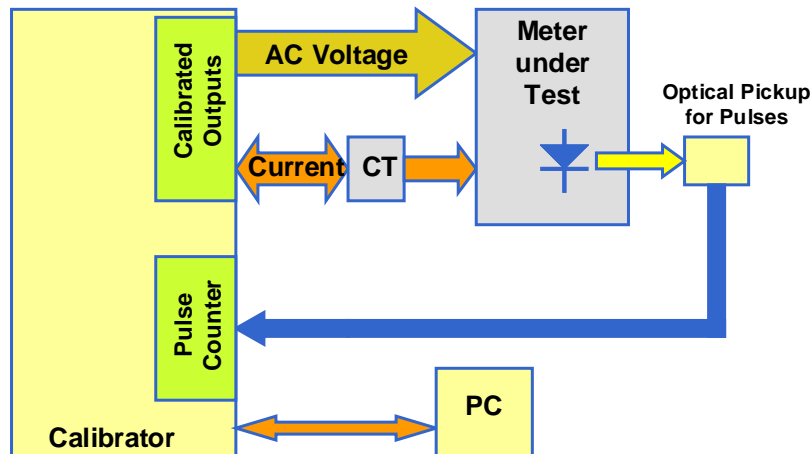 Calibrated
Outputs
AC Voltage
Meter
under
Test
Optical Pickup
for Pulses
Current
CT
Pulse
Counter
PC
Calibrator